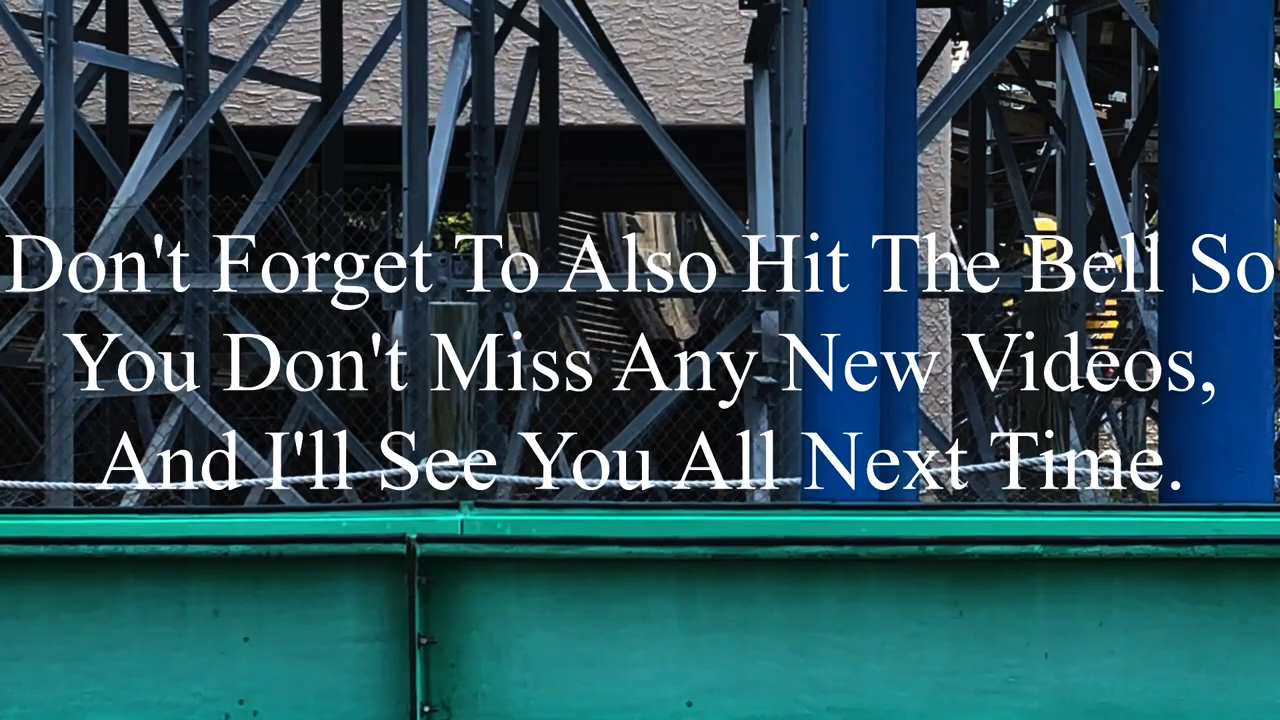 Don't Forget To Also Hit The Bell So
You Don't Miss Any New Videos,
And I'll See You All Next Time.